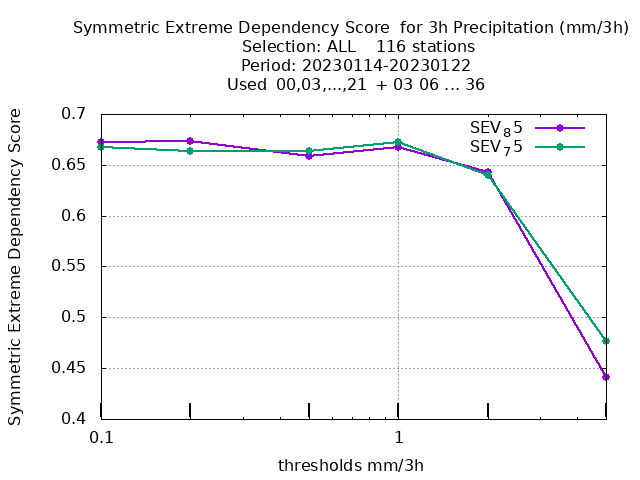 Symmetric Extreme Dependency Score for 3h Precipitation (mm/3h)
Selection: ALL 116 stations
Period: 20230114-20230122
Used 00,03,...,21 + 03 06 ... 36
Symmetric Extreme Dependency Score
0.7
0.65
0.6
0.55
0.5
0.45
0.4
SEV₈5
SEV₇5
0.1 1
thresholds mm/3h